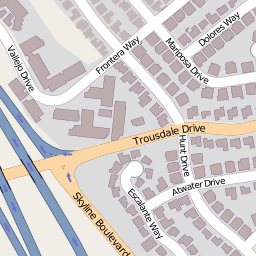 Dolores Way
Mariposa Drive
Frontera Way
Vallejo Drive
Trousdale Drive
Hunt Drive
Atwater Drive
Escalante Way
Skyline Boulevard